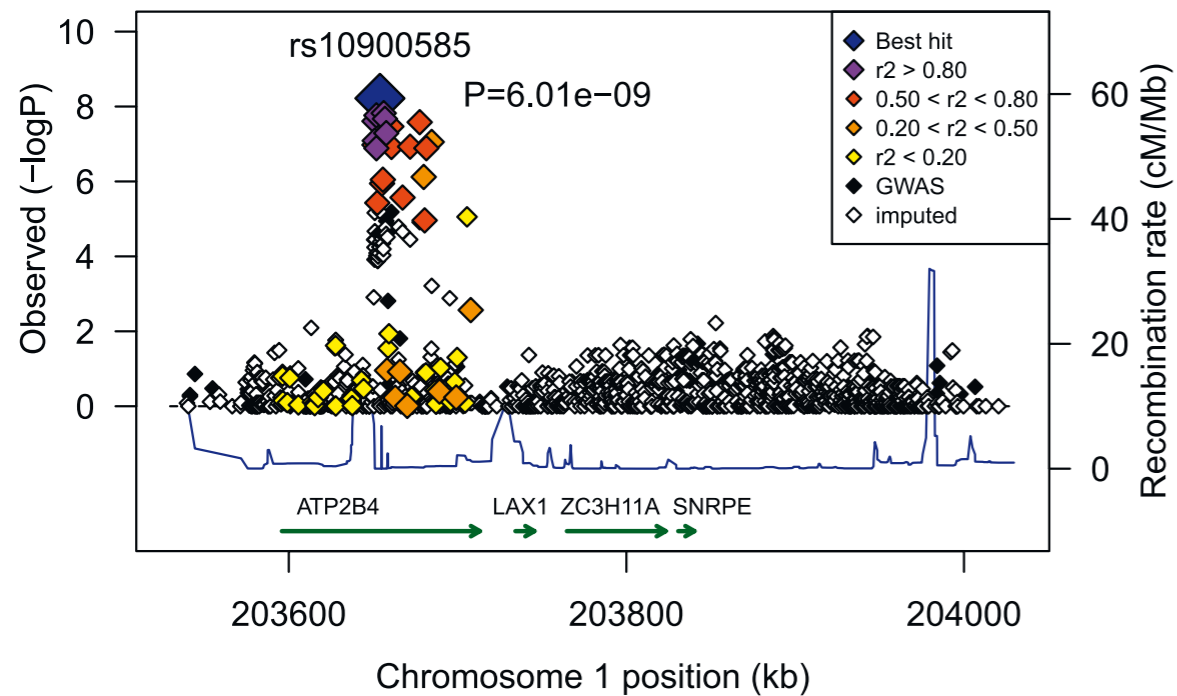 rs10900585
P=6.01e−09
Best hit
r2 > 0.80
0.50 < r2 < 0.80
0.20 < r2 < 0.50
r2 < 0.20
GWAS
imputed
Observed (−logP)
10
8
6
4
2
0
Recombination rate (cM/Mb)
60
40
20
0
ATP2B4 LAX1 ZC3H11A SNRPE
203600 203800 204000
Chromosome 1 position (kb)